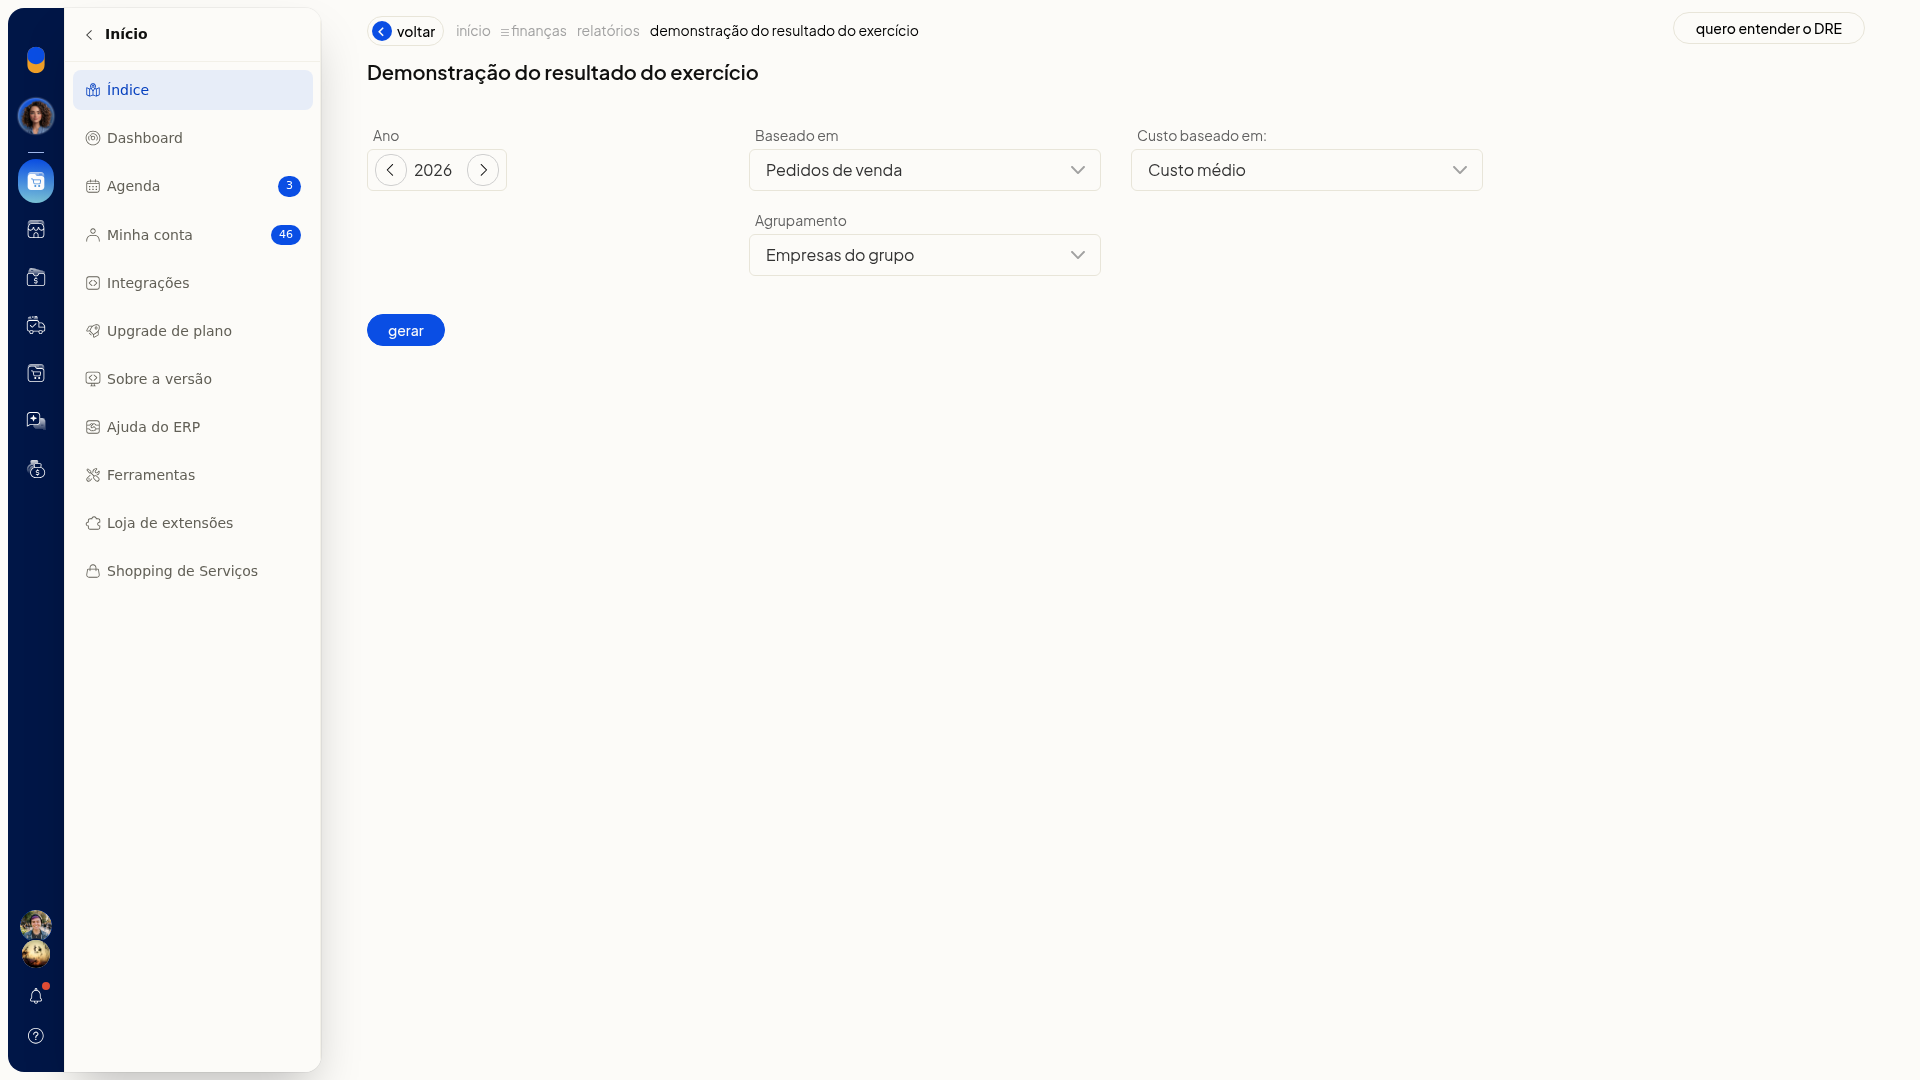 Início
Índice
Dashboard
Agenda 3
Minha conta 46
Integrações
Upgrade de plano
Sobre a versão
Ajuda do ERP
Ferramentas
Loja de extensões
Shopping de Serviços
voltar início finanças relatórios demonstração do resultado do exercício
quero entender o DRE
Demonstração do resultado do exercício
Ano
2026
Baseado em
Pedidos de venda
Custo baseado em:
Custo médio
Agrupamento
Empresas do grupo
gerar